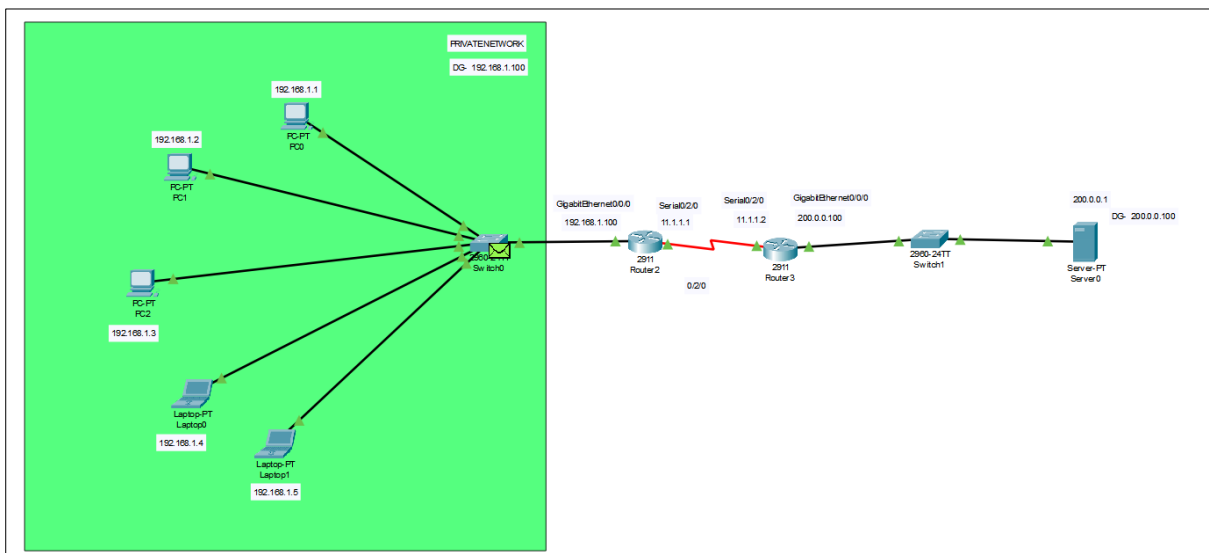 PRIVATE NETWORK
DG- 192.168.1.100
192.168.1.1
PC-PT
PC0
192.168.1.2
PC-PT
PC1
PC-PT
PC2
192.168.1.3
Laptop-PT
Laptop0
192.168.1.4
Laptop-PT
Laptop1
192.168.1.5
2960-24TT
Switch0
GigabitEthernet0/0/0
192.168.1.100
Serial0/2/0
11.1.1.1
2911
Router2
0/2/0
Serial0/2/0
11.1.1.2
GigabitEthernet0/0/0
200.0.0.100
2911
Router3
2960-24TT
Switch1
200.0.0.1
DG- 200.0.0.100
Server-PT
Server0